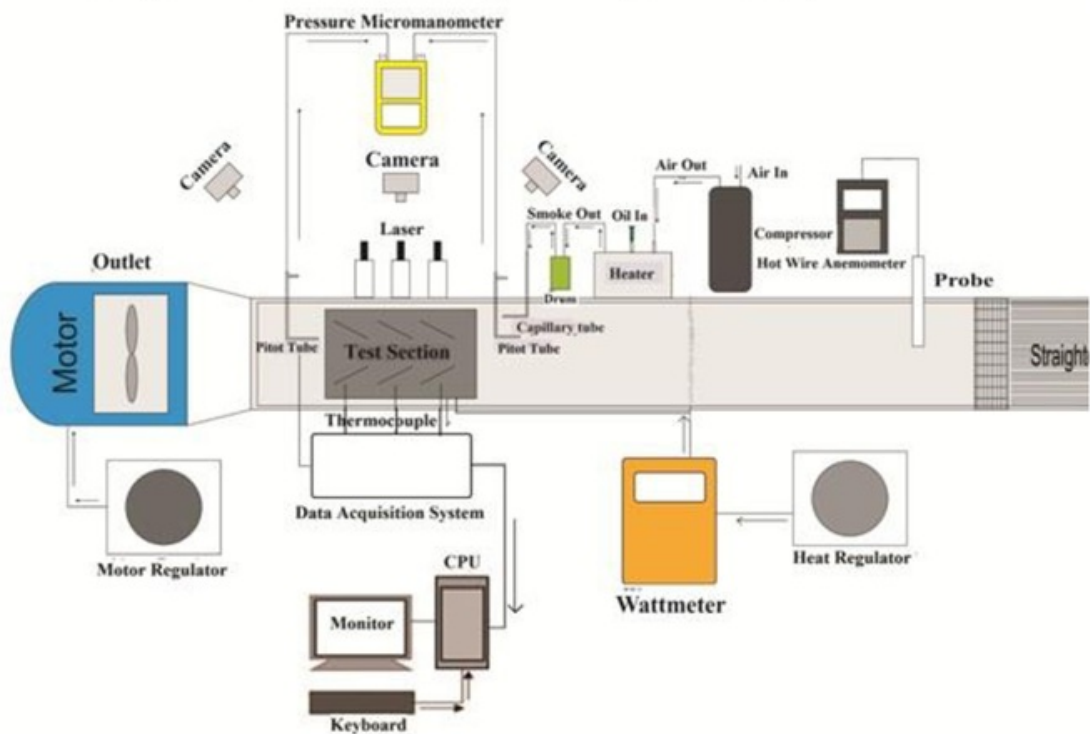 Pressure Micromanometer
Camera
Camera
Camera
Air Out
Air In
Smoke Out
Oil In
Laser
Compressor
Hot Wire Anemometer
Outlet
Heater
Probe
Drum
Motor
Capillary tube
Pitot Tube
Test Section
Pitot Tube
Straight
Thermocouple
Data Acquisition System
Motor Regulator
CPU
Heat Regulator
Wattmeter
Monitor
Keyboard